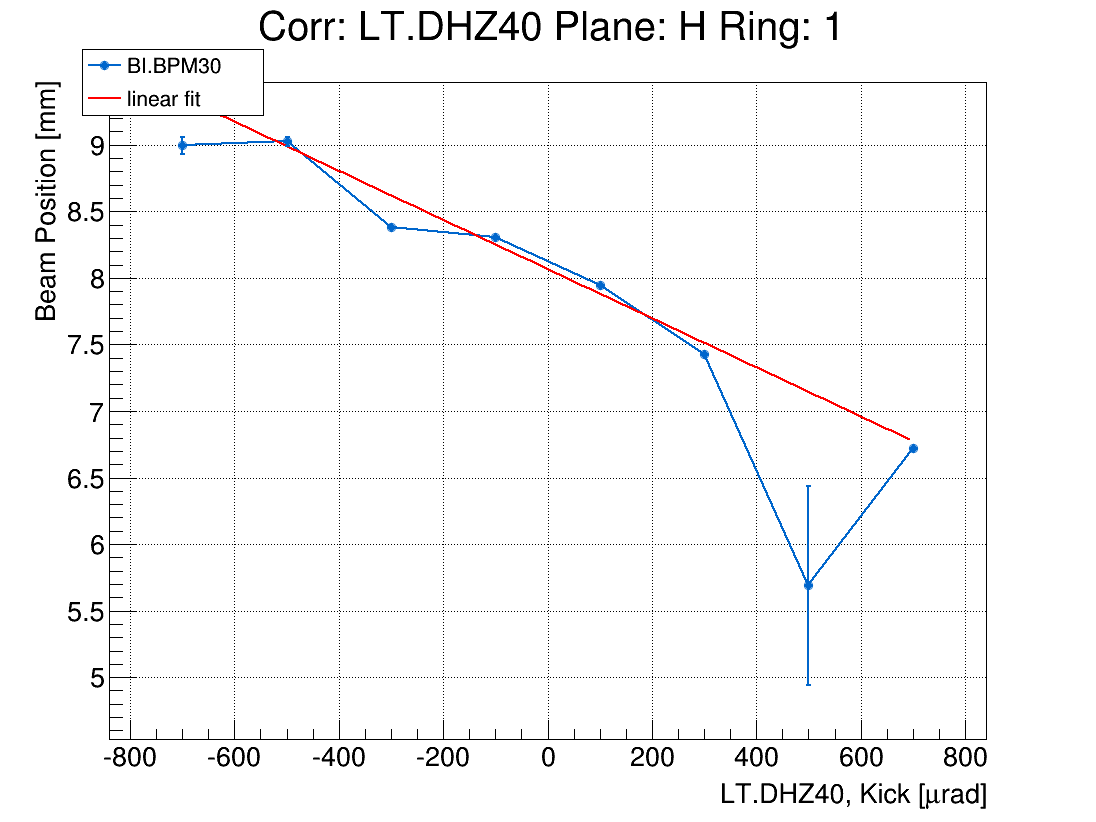 Corr: LT.DHZ40 Plane: H Ring: 1
BI.BPM30
linear fit
Beam Position [mm]
9
8.5
8
7.5
7
6.5
6
5.5
5
-800 -600 -400 -200 0 200 400 600 800
LT.DHZ40, Kick [μrad]